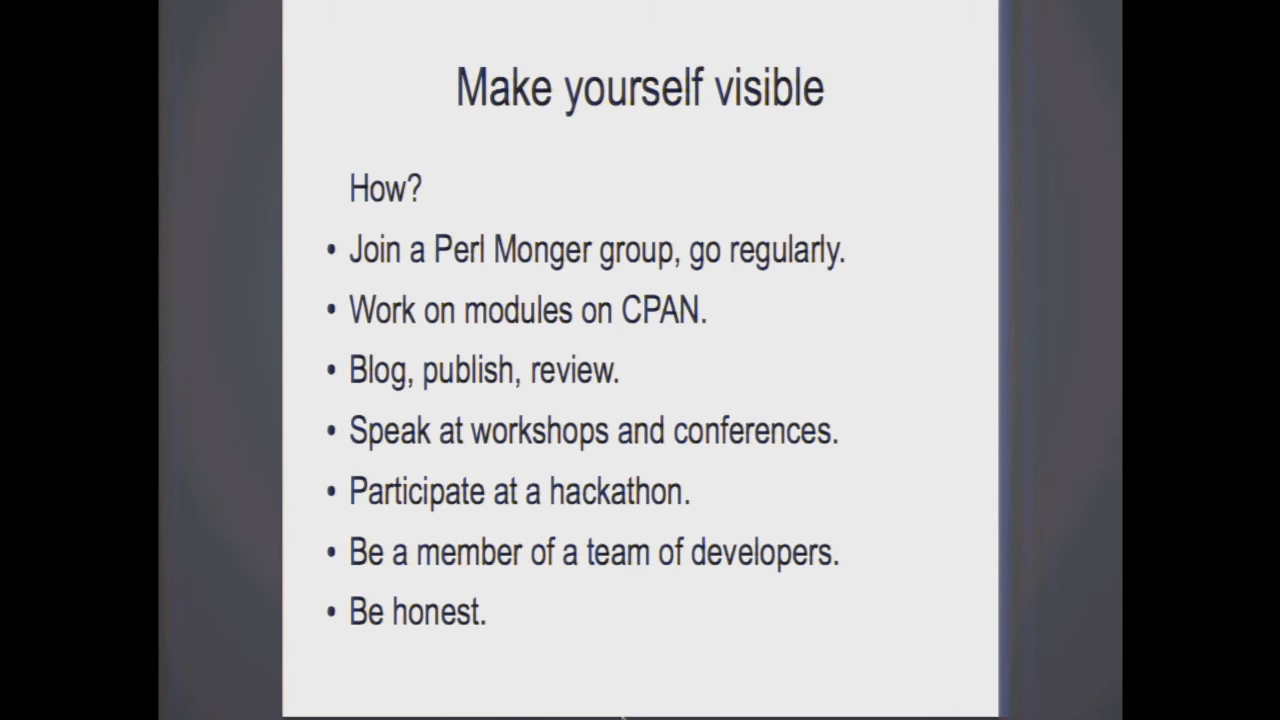 Make yourself visible
How?
• Join a Perl Monger group, go regularly.
• Work on modules on CPAN.
• Blog, publish, review.
• Speak at workshops and conferences.
• Participate at a hackathon.
• Be a member of a team of developers.
• Be honest.